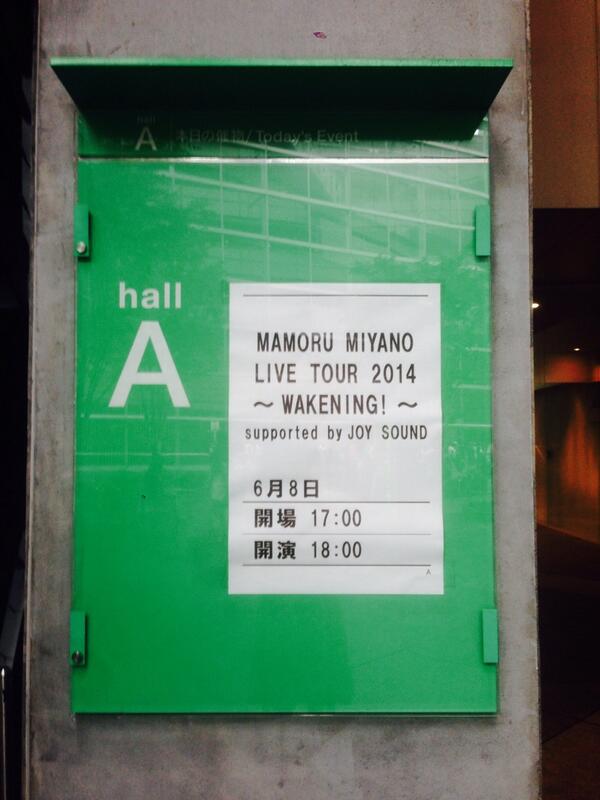 hall
A 本日の催物/Today's Event
hall
A
MAMORU MIYANO
LIVE TOUR 2014
～ WAKENING! ～
supported by JOY SOUND
6月8日
開場 17:00
開演 18:00
A